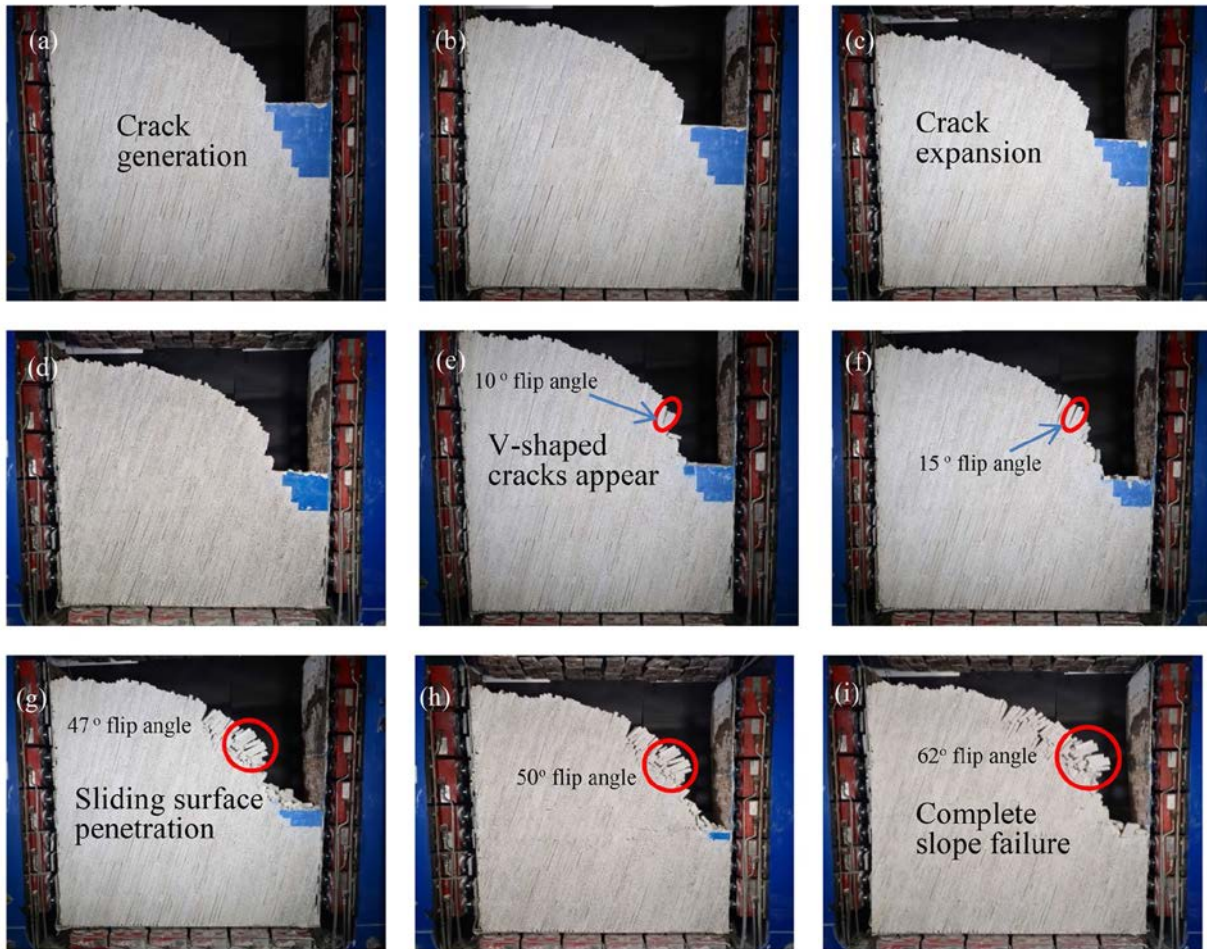 (a)
Crack
generation
(b)
(c)
Crack
expansion
(d)
(e)
10 ° flip angle
V-shaped
cracks appear
(f)
15 ° flip angle
(g)
47 ° flip angle
Sliding surface
penetration
(h)
50° flip angle
(i)
62° flip angle
Complete
slope failure